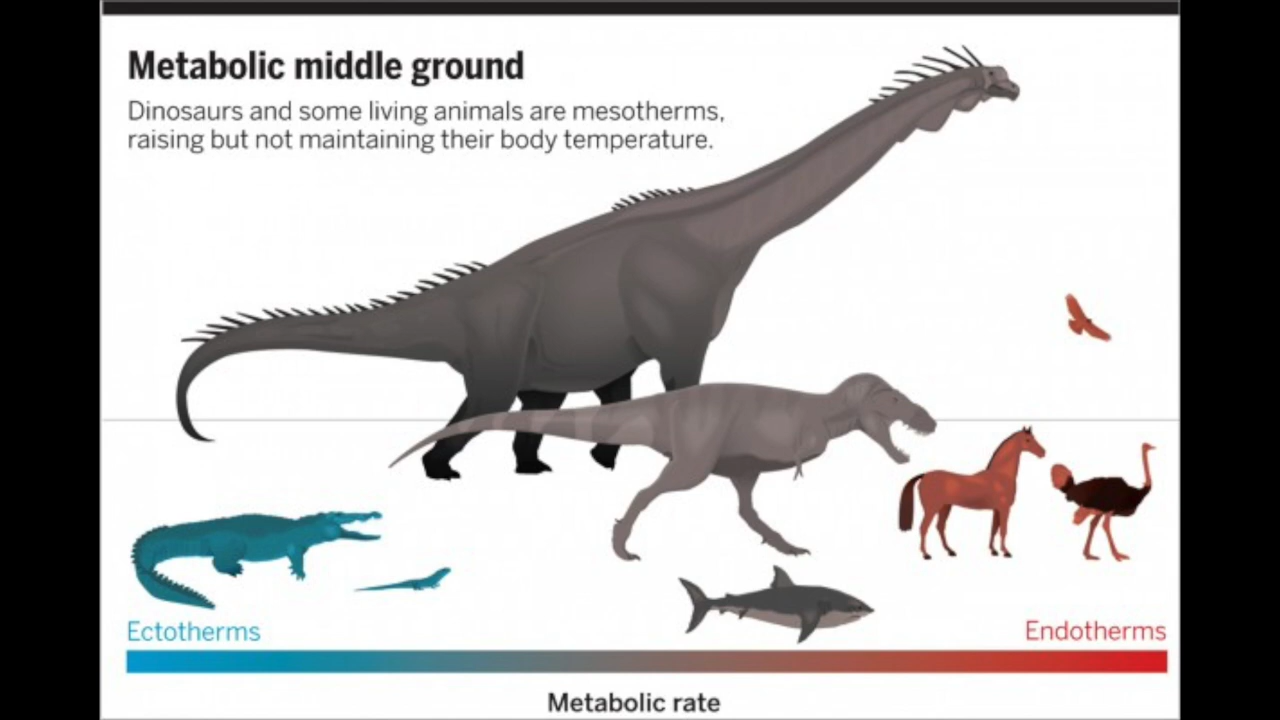 Metabolic middle ground
Dinosaurs and some living animals are mesotherms,
raising but not maintaining their body temperature.
Ectotherms
Endotherms
Metabolic rate